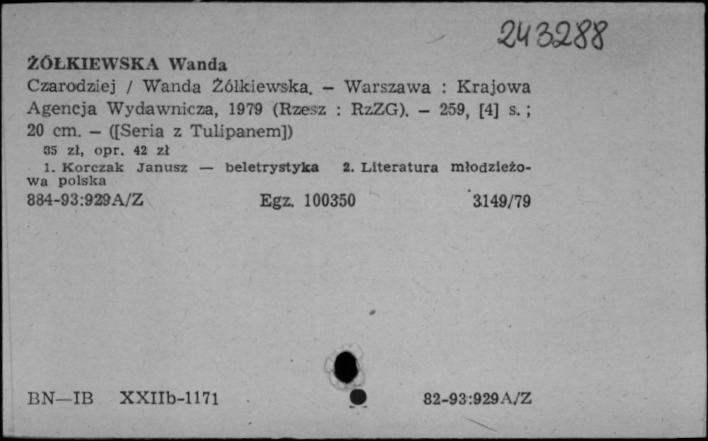 243288
ŻÓŁKIEWSKA Wanda
Czarodziej / Wanda Żółkiewska. — Warszawa : Krajowa
Agencja Wydawnicza, 1979 (Rzesz : RzZG). — 259, [4] s. ;
20 cm. — ([Seria z Tulipanem])
35 zł, opr. 42 zł
1. Korczak Janusz — beletrystyka 2. Literatura młodzieżo-
wa polska
884-93:929A/Z Egz. 100350 3149/79
BN—IB XXIIb-1171 82-93:929A/Z